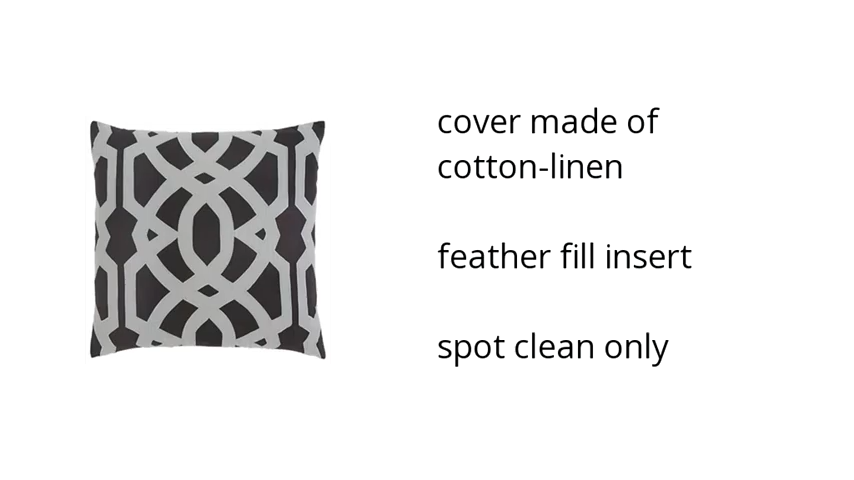 cover made of
cotton-linen
feather fill insert
spot clean only